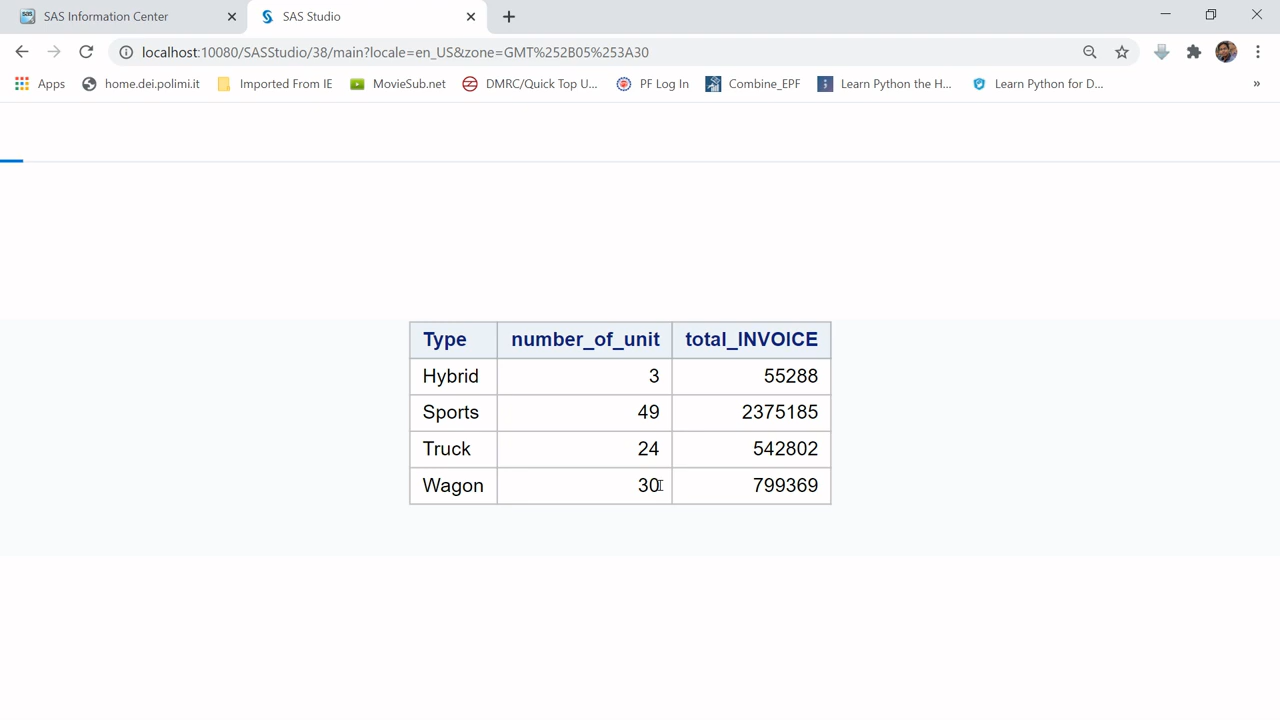 SAS Information Center
SAS Studio
localhost:10080/SASStudio/38/main?locale=en_US&zone=GMT%252B05%253A30
Apps home.dei.polimi.it Imported From IE MovieSub.net DMRC/Quick Top U... PF Log In Combine_EPF Learn Python the H... Learn Python for D... »
Type number_of_unit total_INVOICE
Hybrid 3 55288
Sports 49 2375185
Truck 24 542802
Wagon 30 799369